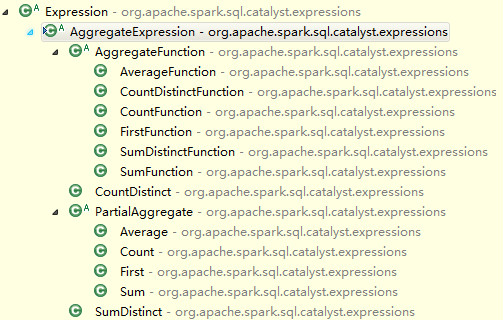 Expression - org.apache.spark.sql.catalyst.expressions
AggregateExpression - org.apache.spark.sql.catalyst.expressions
AggregateFunction - org.apache.spark.sql.catalyst.expressions
AverageFunction - org.apache.spark.sql.catalyst.expressions
CountDistinctFunction - org.apache.spark.sql.catalyst.expressions
CountFunction - org.apache.spark.sql.catalyst.expressions
FirstFunction - org.apache.spark.sql.catalyst.expressions
SumDistinctFunction - org.apache.spark.sql.catalyst.expressions
SumFunction - org.apache.spark.sql.catalyst.expressions
CountDistinct - org.apache.spark.sql.catalyst.expressions
PartialAggregate - org.apache.spark.sql.catalyst.expressions
Average - org.apache.spark.sql.catalyst.expressions
Count - org.apache.spark.sql.catalyst.expressions
First - org.apache.spark.sql.catalyst.expressions
Sum - org.apache.spark.sql.catalyst.expressions
SumDistinct - org.apache.spark.sql.catalyst.expressions